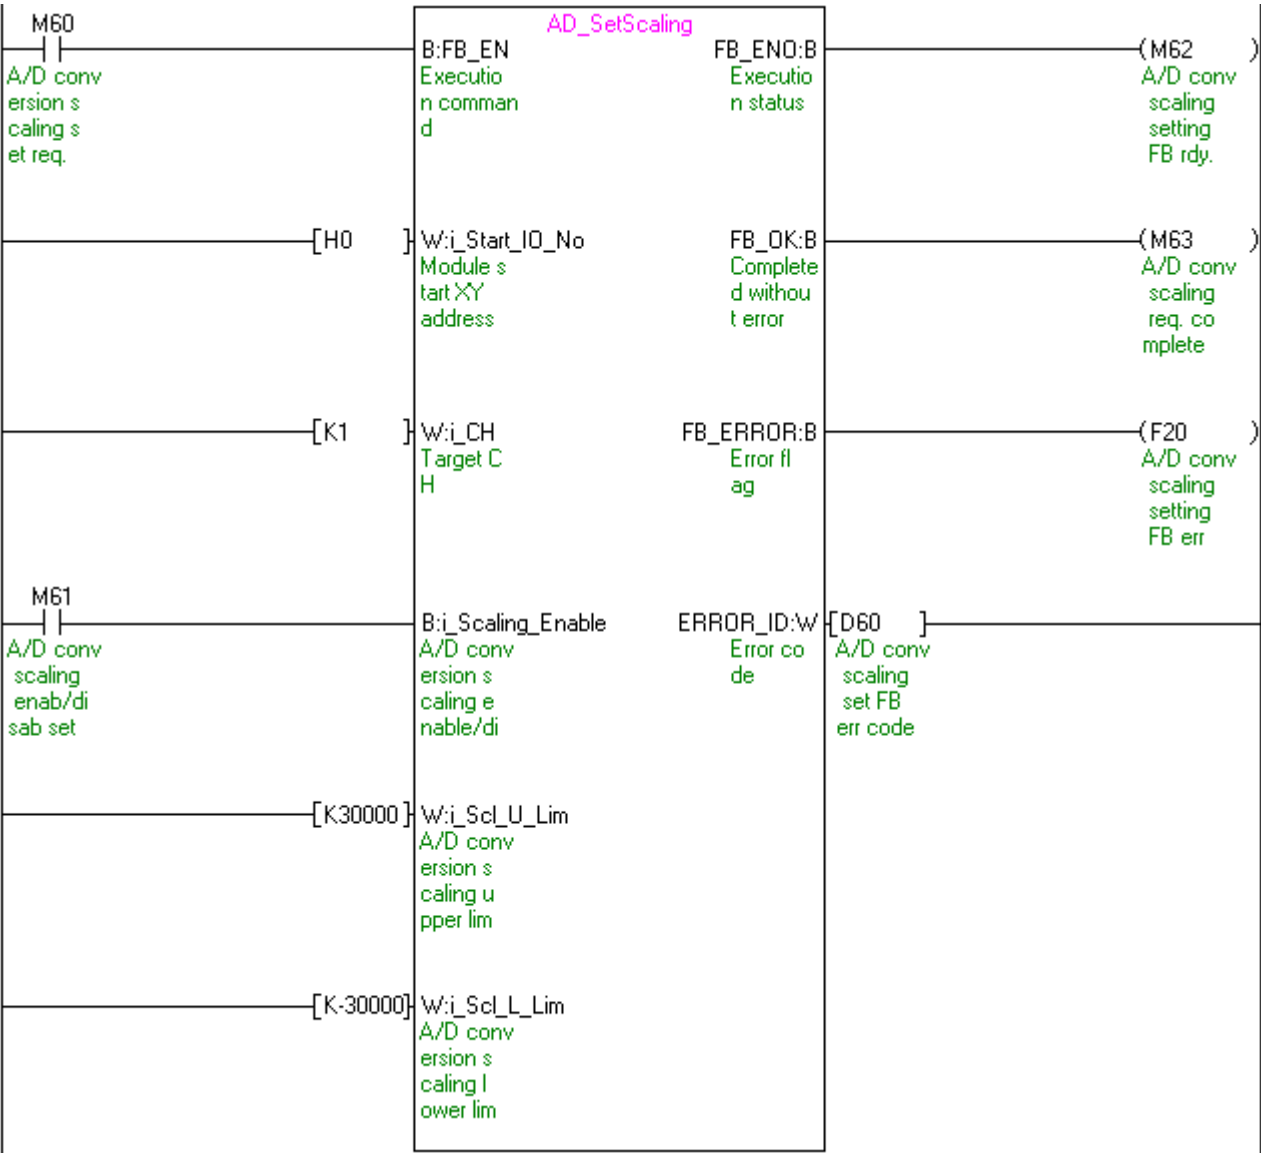 AD_SetScaling
M60
B:FB_EN
FB_ENO:B
(M62 )
A/D conv
ersion s
caling s
et req.
Executio
n comman
d
Executio
n status
A/D conv
scaling
setting
FB rdy.
[H0 ]
W:i_Start_IO_No
FB_OK:B
(M63 )
Module s
tart XY
address
Complete
d withou
t error
A/D conv
scaling
req. co
mplete
[K1 ]
W:i_CH
FB_ERROR:B
(F20 )
Target C
H
Error fl
ag
A/D conv
scaling
setting
FB err
M61
B:i_Scaling_Enable
ERROR_ID:W
[D60 ]
A/D conv
scaling
enab/di
sab set
A/D conv
ersion s
caling e
nable/di
Error co
de
A/D conv
scaling
set FB
err code
[K30000]
W:i_Scl_U_Lim
A/D conv
ersion s
caling u
pper lim
[K-30000]
W:i_Scl_L_Lim
A/D conv
ersion s
caling l
ower lim